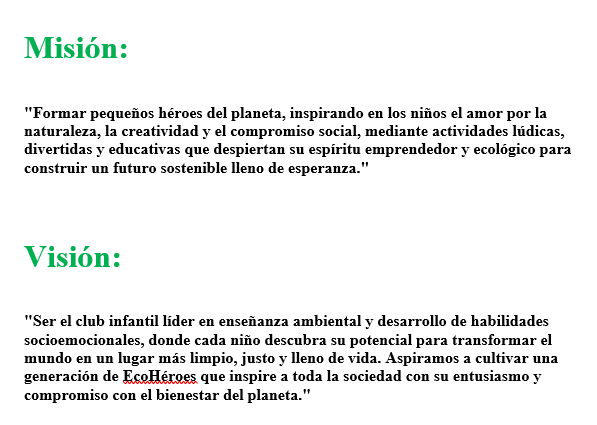 Misión:
"Formar pequeños héroes del planeta, inspirando en los niños el amor por la
naturaleza, la creatividad y el compromiso social, mediante actividades lúdicas,
divertidas y educativas que despiertan su espíritu emprendedor y ecológico para
construir un futuro sostenible lleno de esperanza."
Visión:
"Ser el club infantil líder en enseñanza ambiental y desarrollo de habilidades
socioemocionales, donde cada niño descubra su potencial para transformar el
mundo en un lugar más limpio, justo y lleno de vida. Aspiramos a cultivar una
generación de EcoHéroes que inspire a toda la sociedad con su entusiasmo y
compromiso con el bienestar del planeta."